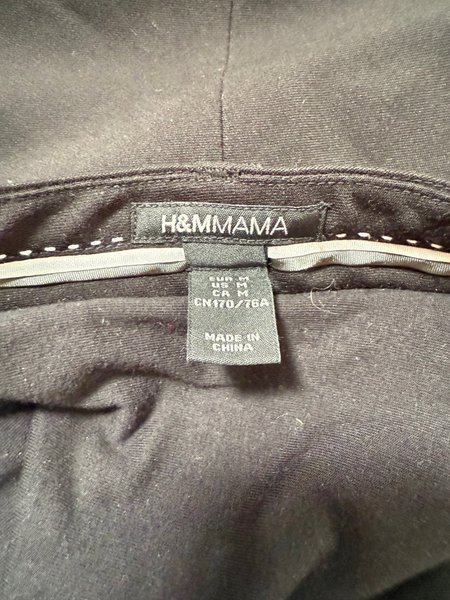 H&MMAMA
EUR M
US M
CA M
CN170/76A
MADE IN
CHINA